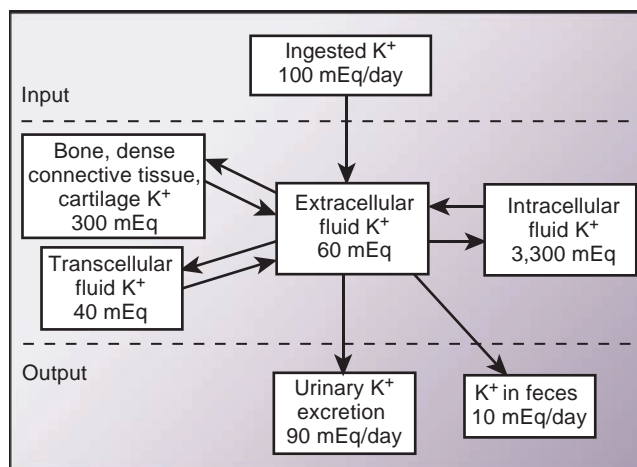 Ingested K⁺
100 mEq/day
Input
Bone, dense
connective tissue,
cartilage K⁺
300 mEq
Extracellular
fluid K⁺
60 mEq
Intracellular
fluid K⁺
3,300 mEq
Transcellular
fluid K⁺
40 mEq
Output
Urinary K⁺
excretion
90 mEq/day
K⁺ in feces
10 mEq/day